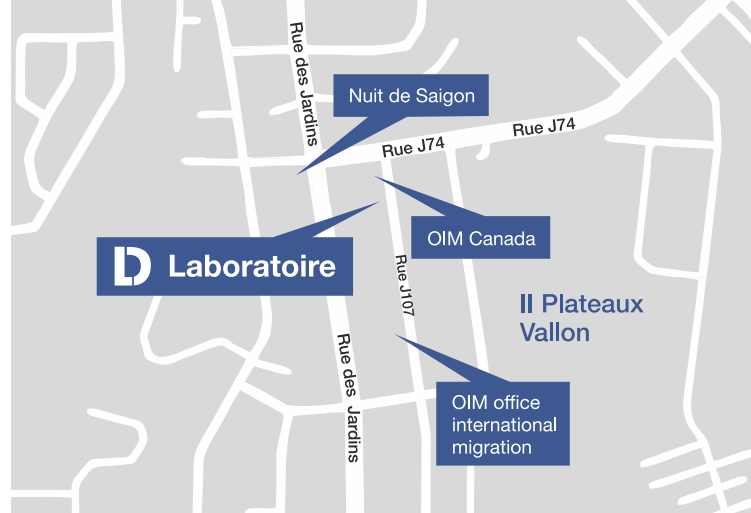 Rue des Jardins
Nuit de Saigon
Rue J74
Rue J74
OIM Canada
LD Laboratoire
Rue J107
II Plateaux
Vallon
Rue des Jardins
OIM office
international
migration